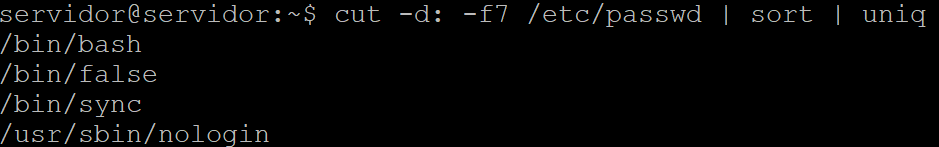 servidor@servidor:~$ cut -d: -f7 /etc/passwd | sort | uniq
/bin/bash
/bin/false
/bin/sync
/usr/sbin/nologin